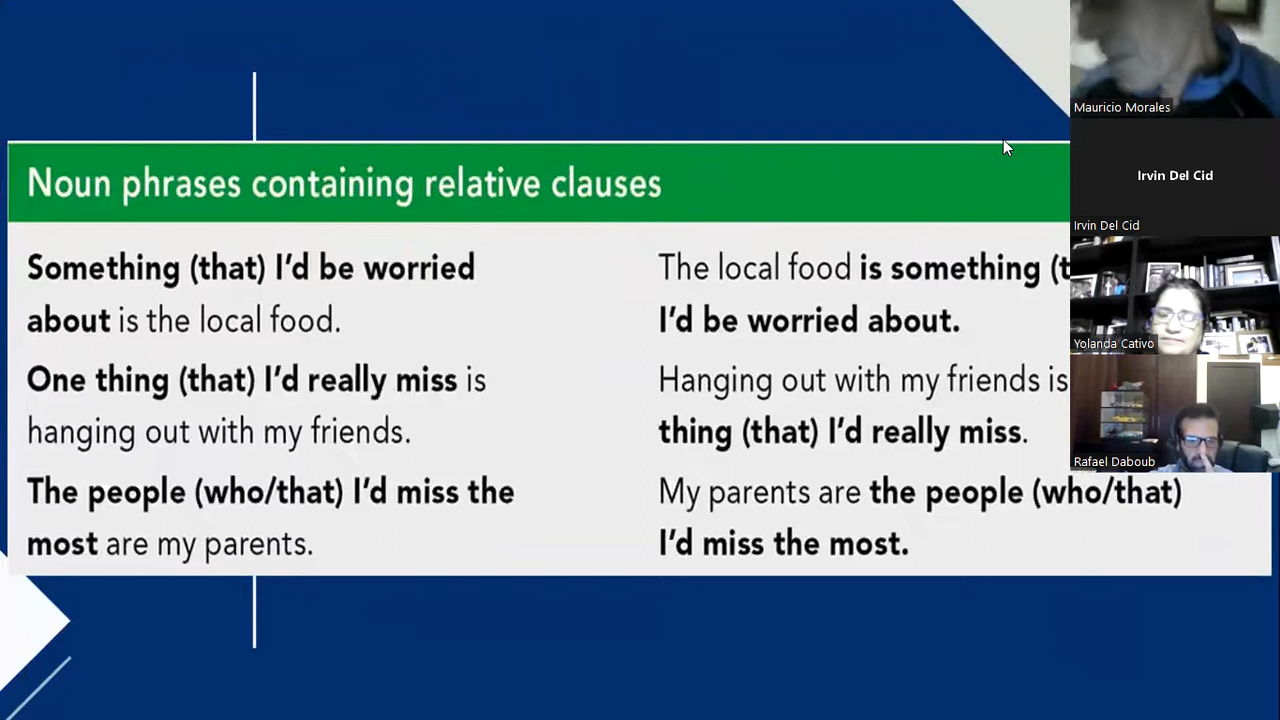 Noun phrases containing relative clauses
Something (that) I'd be worried
about is the local food.
One thing (that) I'd really miss is
hanging out with my friends.
The people (who/that) I'd miss the
most are my parents.
The local food is something (t
I'd be worried about.
Hanging out with my friends is
thing (that) I'd really miss.
My parents are the people (who/that)
I'd miss the most.
Mauricio Morales
Irvin Del Cid
Irvin Del Cid
Yolanda Cativo
Rafael Daboub